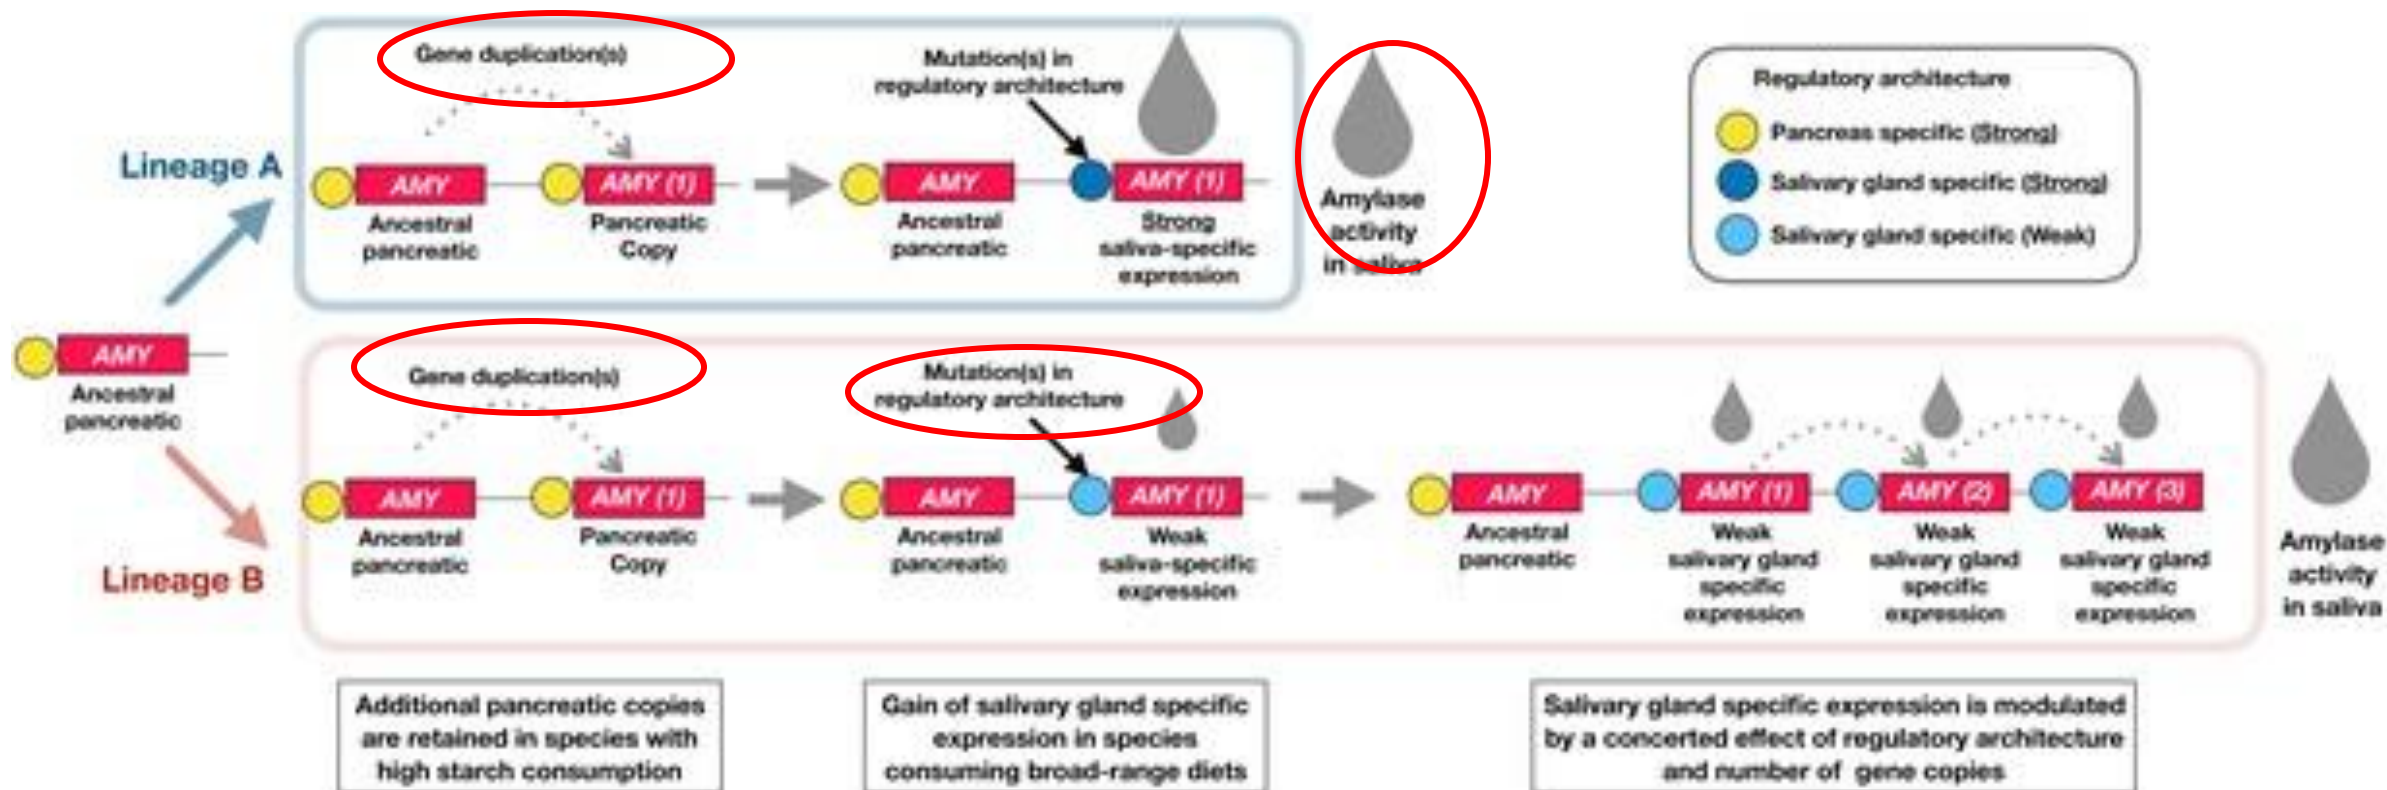 Gene duplication(s)
Mutation(s) in
regulatory architecture
Lineage A
AMY
Ancestral
pancreatic
AMY (1)
Pancreatic
Copy
AMY
Ancestral
pancreatic
AMY (1)
Strong
saliva-specific
expression
Amylase
activity
in saliva
Regulatory architecture
Pancreas specific (Strong)
Salivary gland specific (Strong)
Salivary gland specific (Weak)
AMY
Ancestral
pancreatic
Lineage B
Gene duplication(s)
AMY
Ancestral
pancreatic
AMY (1)
Pancreatic
Copy
Mutation(s) in
regulatory architecture
AMY
Ancestral
pancreatic
AMY (1)
Weak
saliva-specific
expression
AMY
Ancestral
pancreatic
AMY (1)
Weak
salivary gland
specific
expression
AMY (2)
Weak
salivary gland
specific
expression
AMY (3)
Weak
salivary gland
specific
expression
Amylase
activity
in saliva
Additional pancreatic copies
are retained in species with
high starch consumption
Gain of salivary gland specific
expression in species
consuming broad-range diets
Salivary gland specific expression is modulated
by a concerted effect of regulatory architecture
and number of gene copies